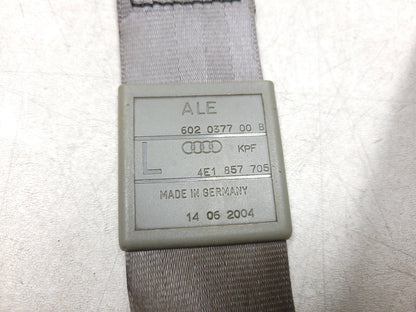 ALE
602 0377 00 B
L KPF
4E1 857 705
MADE IN GERMANY
14 06 2004